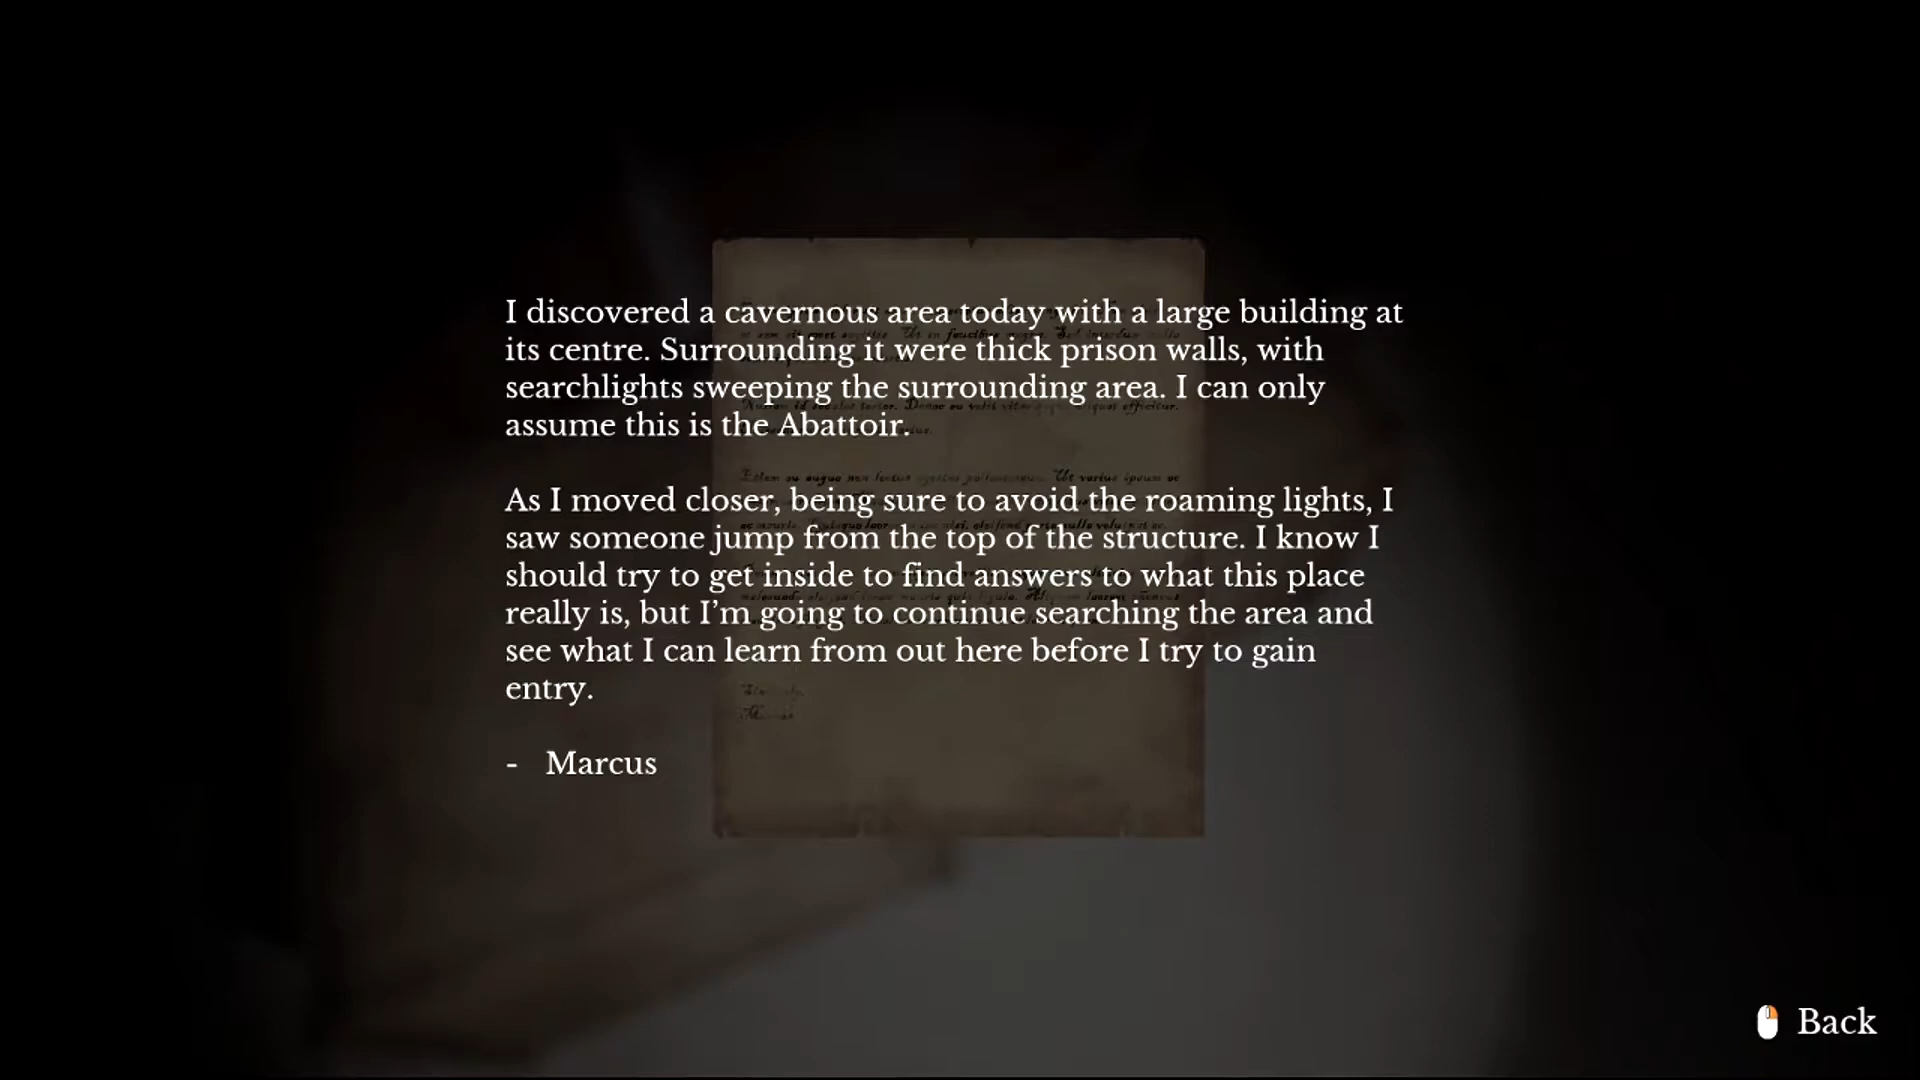 I discovered a cavernous area today with a large building at
its centre. Surrounding it were thick prison walls, with
searchlights sweeping the surrounding area. I can only
assume this is the Abattoir.
As I moved closer, being sure to avoid the roaming lights, I
saw someone jump from the top of the structure. I know I
should try to get inside to find answers to what this place
really is, but I’m going to continue searching the area and
see what I can learn from out here before I try to gain
entry.
- Marcus
Back